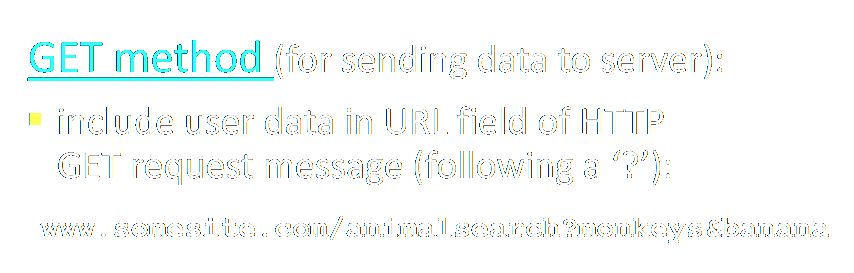 GET method (for sending data to server):
include user data in URL field of HTTP
GET request message (following a ‘?’):
www.somesite.com/animalsearch?monkeys&banana